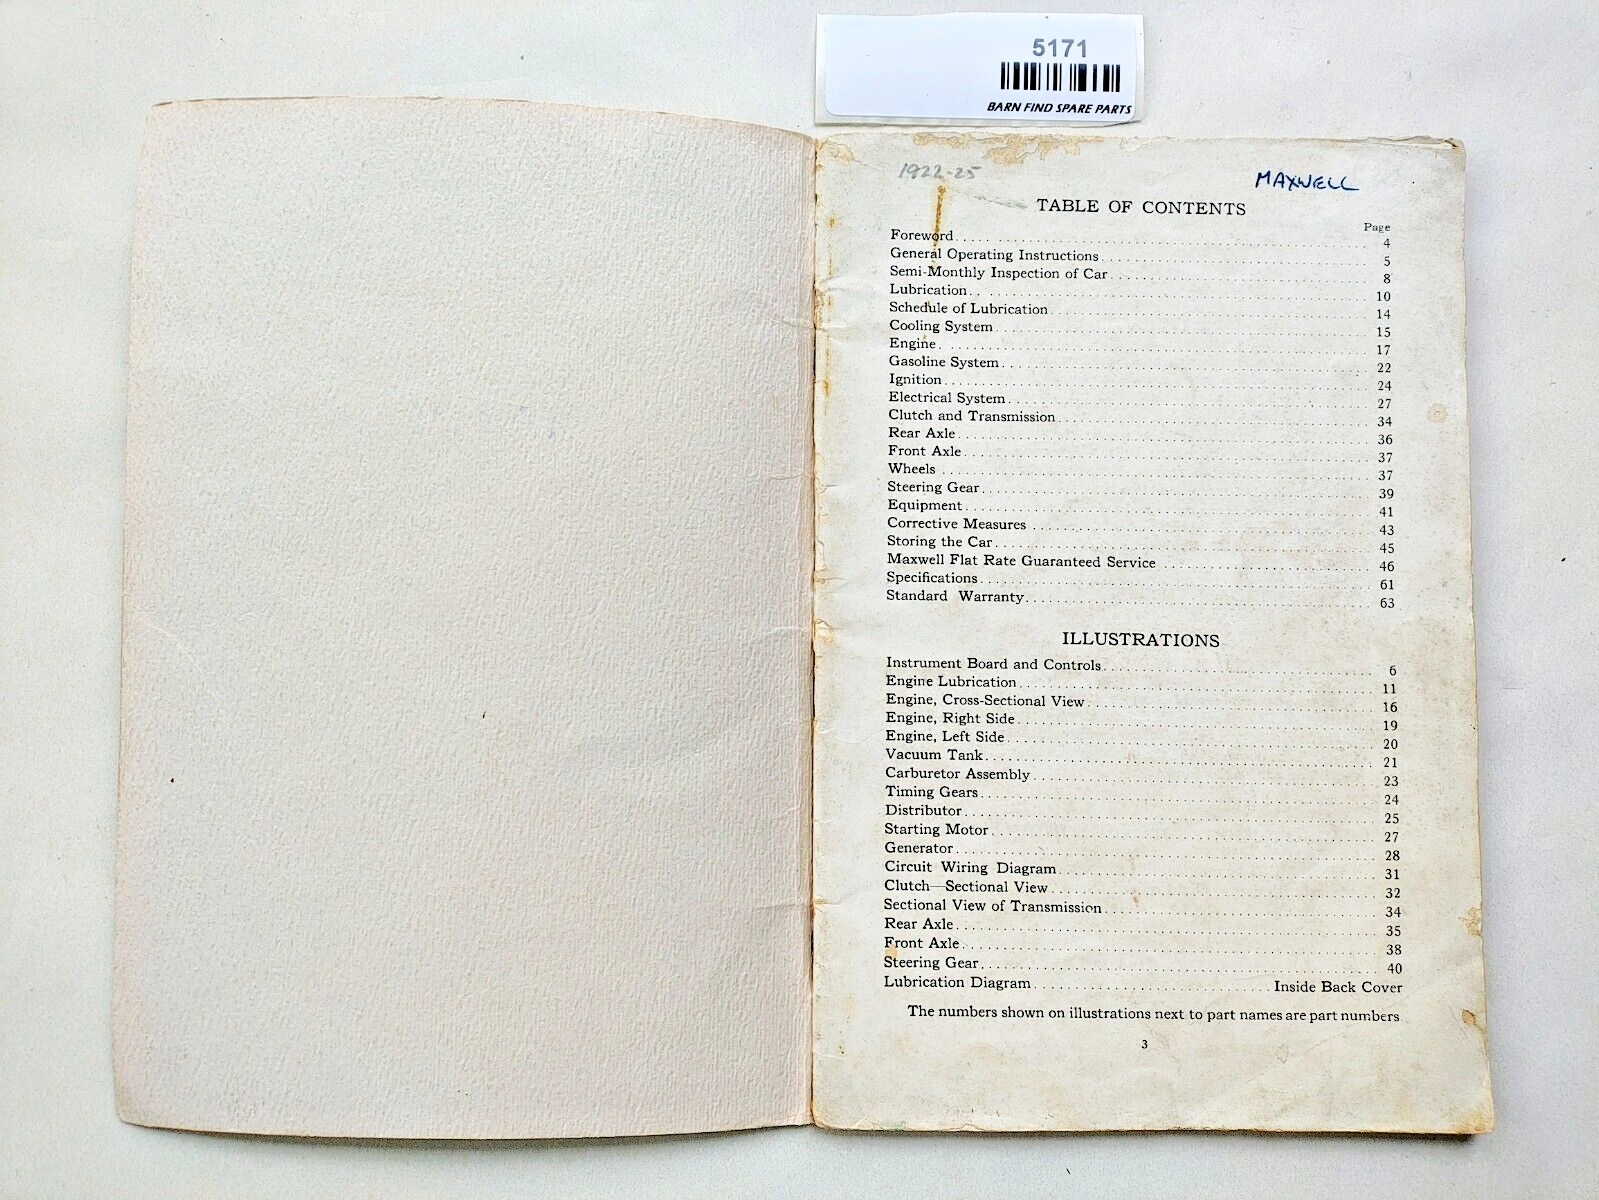 5171
BARN FIND SPARE PARTS
1922-25
MAXWELL
TABLE OF CONTENTS
Page
Foreword 4
General Operating Instructions 5
Semi-Monthly Inspection of Car 8
Lubrication 10
Schedule of Lubrication 14
Cooling System 15
Engine 17
Gasoline System 22
Ignition 24
Electrical System 27
Clutch and Transmission 34
Rear Axle 36
Front Axle 37
Wheels 37
Steering Gear 39
Equipment 41
Corrective Measures 43
Storing the Car 45
Maxwell Flat Rate Guaranteed Service 46
Specifications 61
Standard Warranty 63
ILLUSTRATIONS
Instrument Board and Controls 6
Engine Lubrication 11
Engine, Cross-Sectional View 16
Engine, Right Side 19
Engine, Left Side 20
Vacuum Tank 21
Carburetor Assembly 23
Timing Gears 24
Distributor 25
Starting Motor 27
Generator 28
Circuit Wiring Diagram 31
Clutch—Sectional View 32
Sectional View of Transmission 34
Rear Axle 35
Front Axle 38
Steering Gear 40
Lubrication Diagram Inside Back Cover
The numbers shown on illustrations next to part names are part numbers
3